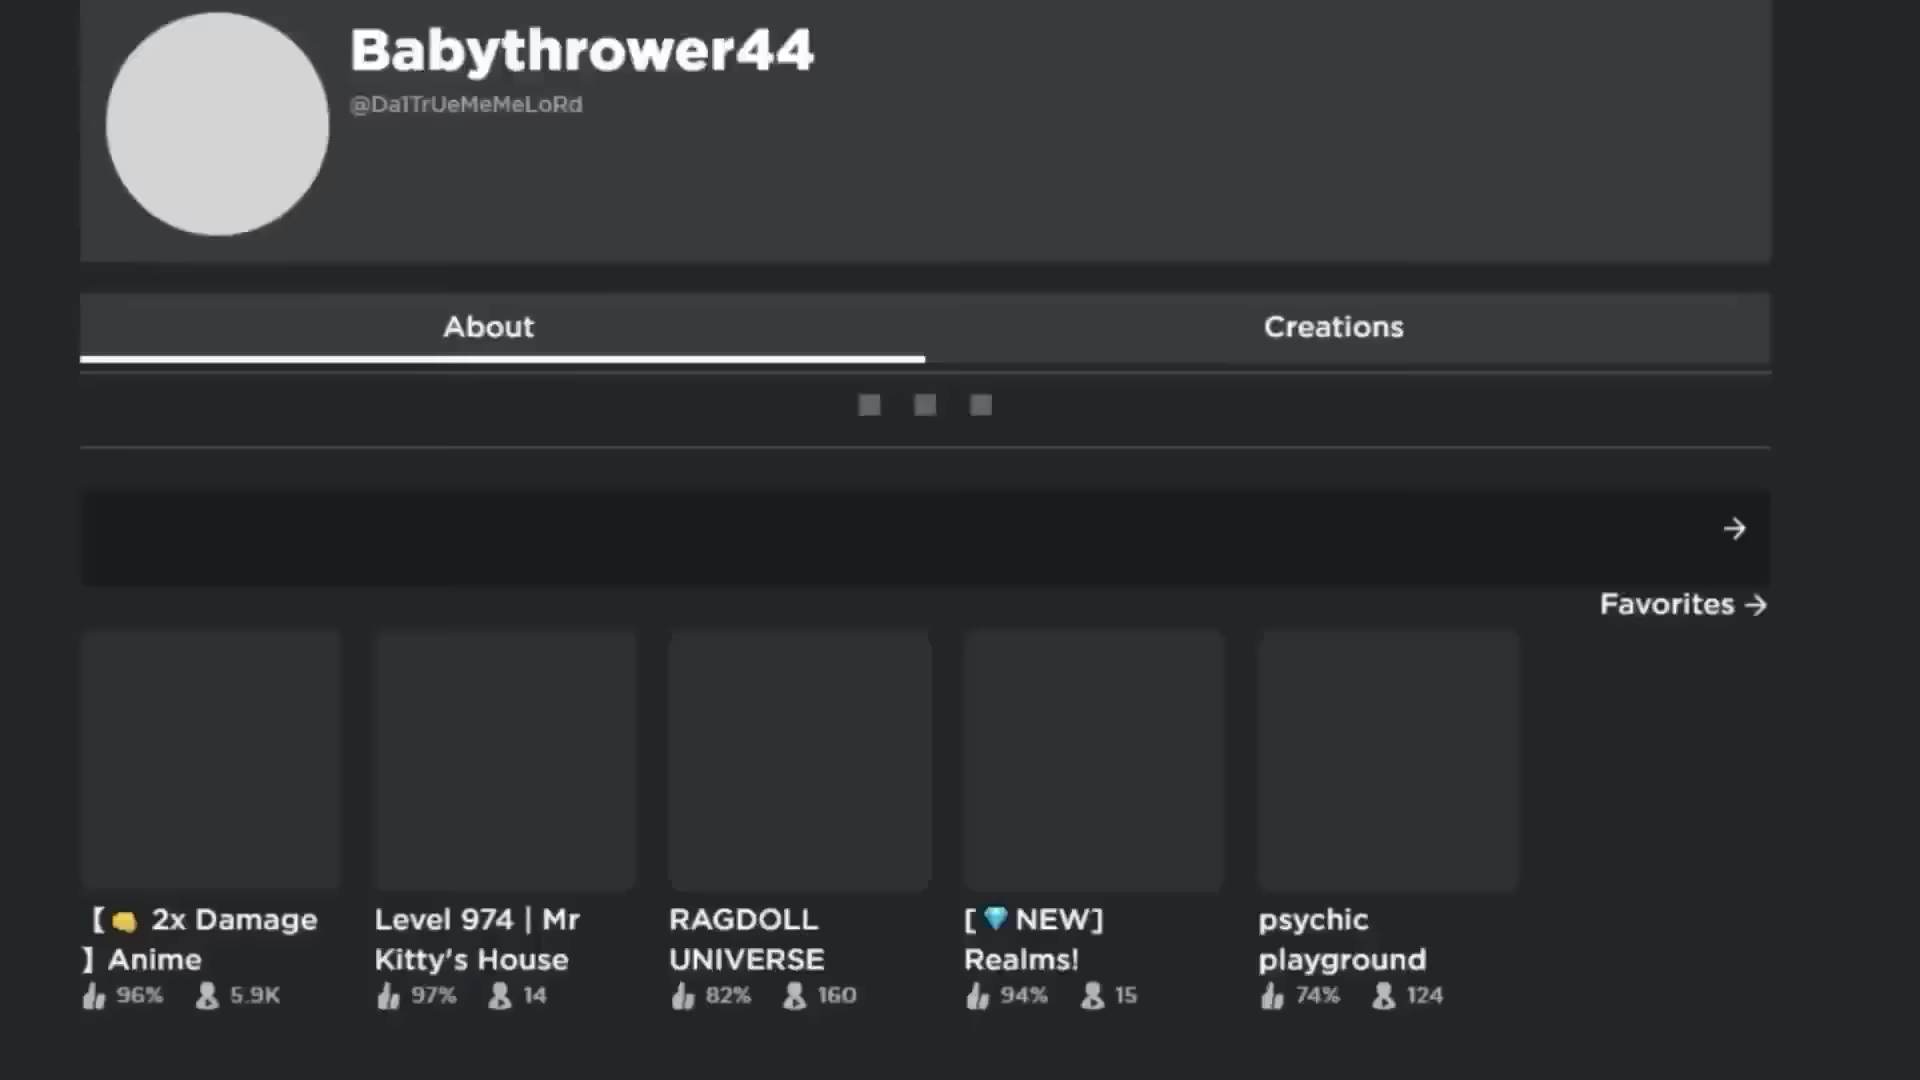 Babythrower44
@Da1TrUeMeMeLoRd
About
Creations
Favorites →
【👊 2x Damage
】Anime
96% 5.9K
Level 974 | Mr
Kitty's House
97% 14
RAGDOLL
UNIVERSE
82% 160
[💎NEW]
Realms!
94% 15
psychic
playground
74% 124